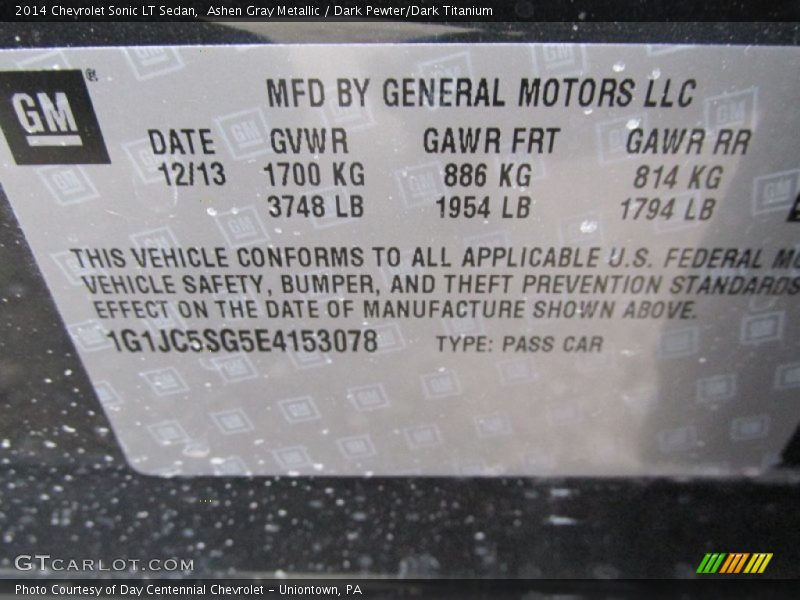 2014 Chevrolet Sonic LT Sedan, Ashen Gray Metallic / Dark Pewter/Dark Titanium
GM®
MFD BY GENERAL MOTORS LLC
DATE GVWR GAWR FRT GAWR RR
12/13 1700 KG 886 KG 814 KG
3748 LB 1954 LB 1794 LB
THIS VEHICLE CONFORMS TO ALL APPLICABLE U.S. FEDERAL
VEHICLE SAFETY, BUMPER, AND THEFT PREVENTION STANDARDS
EFFECT ON THE DATE OF MANUFACTURE SHOWN ABOVE.
1G1JC5SG5E4153078 TYPE: PASS CAR
GTCARLOT.COM
Photo Courtesy of Day Centennial Chevrolet - Uniontown, PA